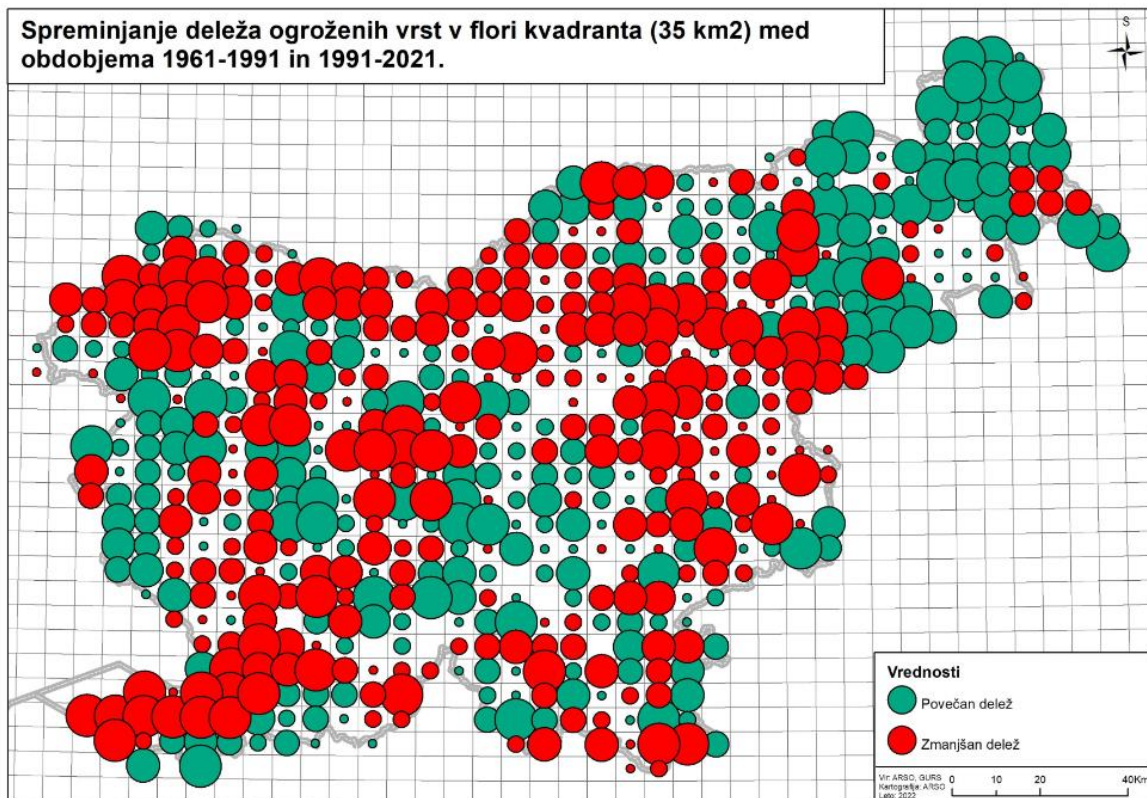 Spreminjanje deleža ogroženih vrst v flori kvadranta (35 km2) med
obdobjema 1961-1991 in 1991-2021.
S
Vrednosti
Povečan delež
Zmanjšan delež
Vir: ARSO, GURS
Kartografija: ARSO
Leto: 2022
0 10 20 40Km